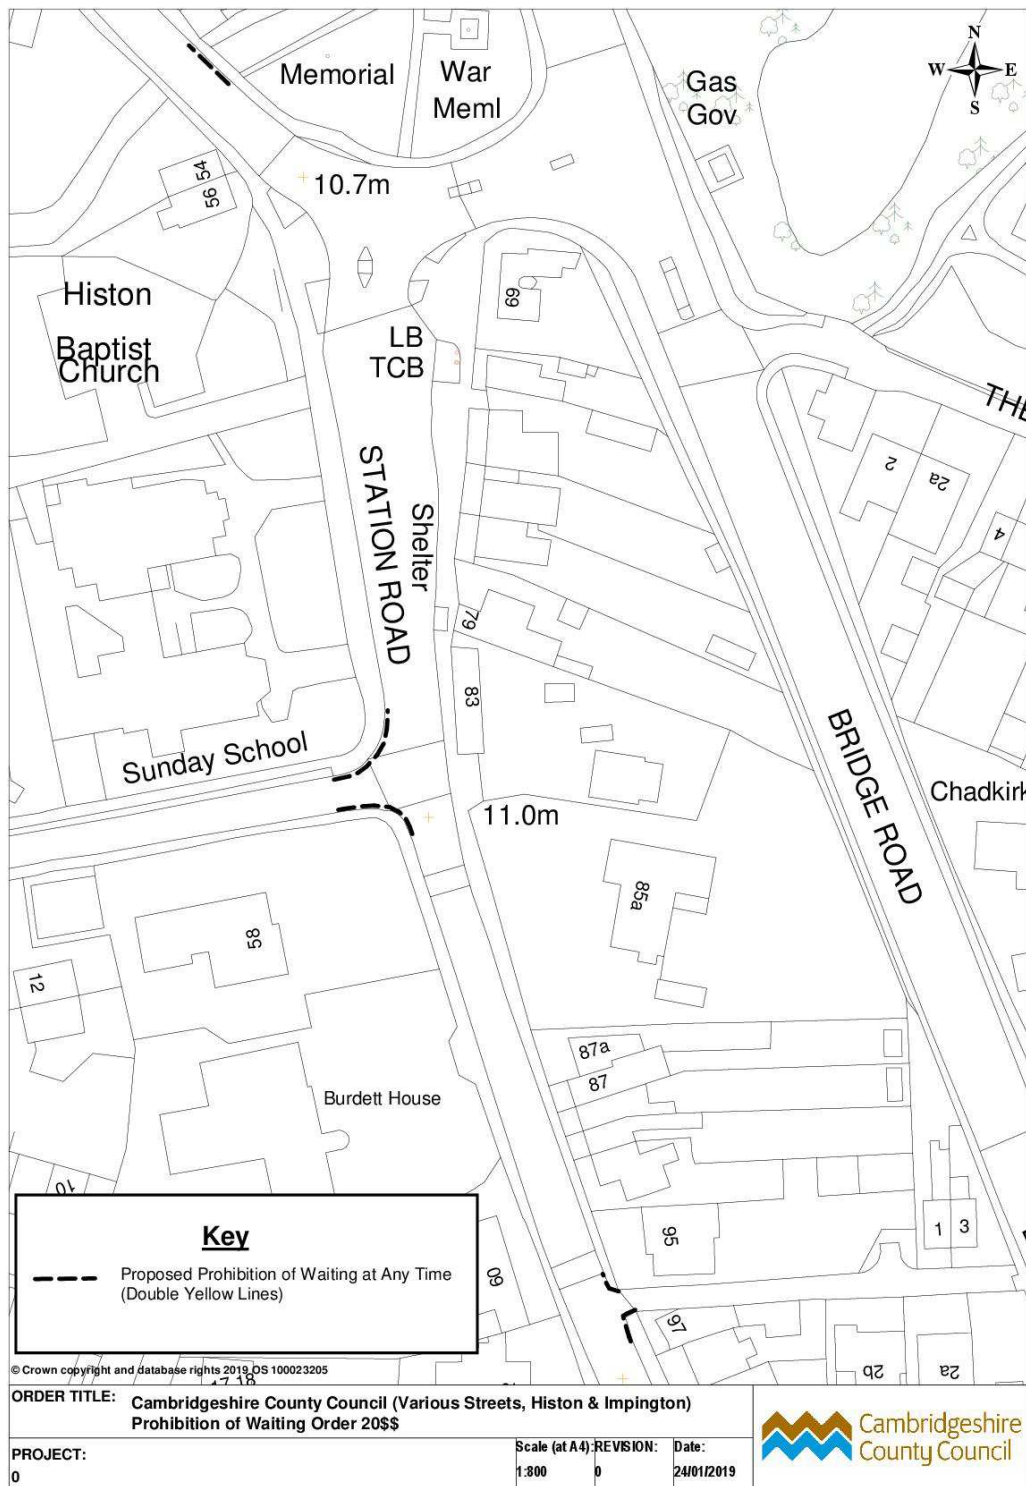 Memorial
War
Meml
Gas
Gov
N
W E
S
56 54
10.7m
Histon
Baptist
Church
69
LB
TCB
THE
2
2a
4
STATION ROAD
Shelter
79
83
Sunday School
BRIDGE ROAD
Chadkirk
11.0m
85a
58
12
87a
87
Burdett House
10
95
1 3
60
97
2b
2a
17-18
Key
Proposed Prohibition of Waiting at Any Time
(Double Yellow Lines)
© Crown copyright and database rights 2019 OS 100023205
ORDER TITLE: Cambridgeshire County Council (Various Streets, Histon & Impington)
Prohibition of Waiting Order 20$$
PROJECT:
0
Scale (at A4):
1:800
REVISION:
0
Date:
24/01/2019
Cambridgeshire
County Council